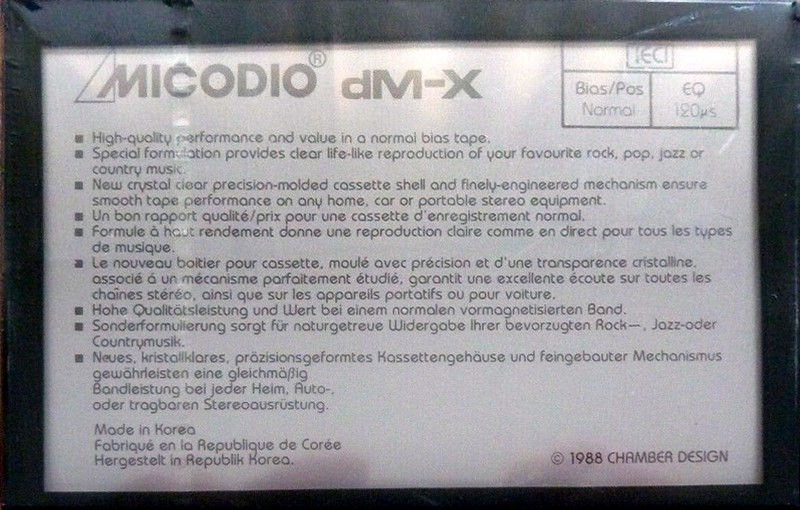 MICODIO® dM-X
IECI
Bias/Pos EQ
Normal 120µs
■ High-quality performance and value in a normal bias tape.
■ Special formulation provides clear life-like reproduction of your favourite rock, pop, jazz or
country music.
■ New crystal clear precision-molded cassette shell and finely-engineered mechanism ensure
smooth tape performance on any home, car or portable stereo equipment.
■ Un bon rapport qualité/prix pour une cassette d'enregistrement normal.
■ Formule à haut rendement donne une reproduction claire comme en direct pour tous les types
de musique.
■ Le nouveau boitier pour cassette, moulé avec précision et d'une transparence cristalline,
associé á un mécanisme parfaitement étudié, garantit une excellente écoute sur toutes les
chaînes stéréo, ainsi que sur les appareils portatifs ou pour voiture.
■ Hohe Qualitätsleistung und Wert bei einem normalen vormagnetisierten Band.
■ Sonderformulierung sorgt für naturgetreue Widergabe Ihrer bevorzugten Rock—, Jazz-oder
Countrymusik.
■ Neues, kristallklares, präzisionsgeformtes Kassettengehäuse und feingebauter Mechanismus
gewährleisten eine gleichmäßig
Bandleistung bei jeder Heim, Auto-,
oder tragbaren Stereoausrüstung.
Made in Korea
Fabriqué en la Republique de Corée
Hergestelt in Republik Korea.
© 1988 CHAMBER DESIGN